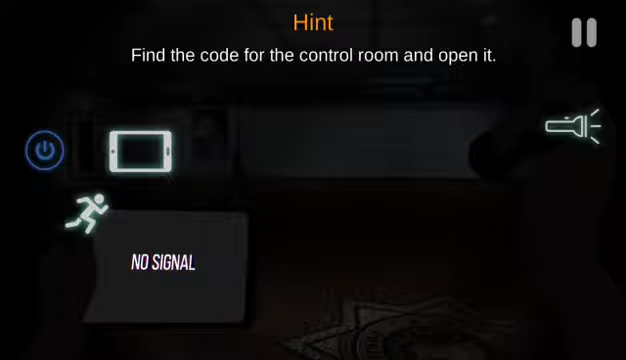 Hint
Find the code for the control room and open it.
NO SIGNAL